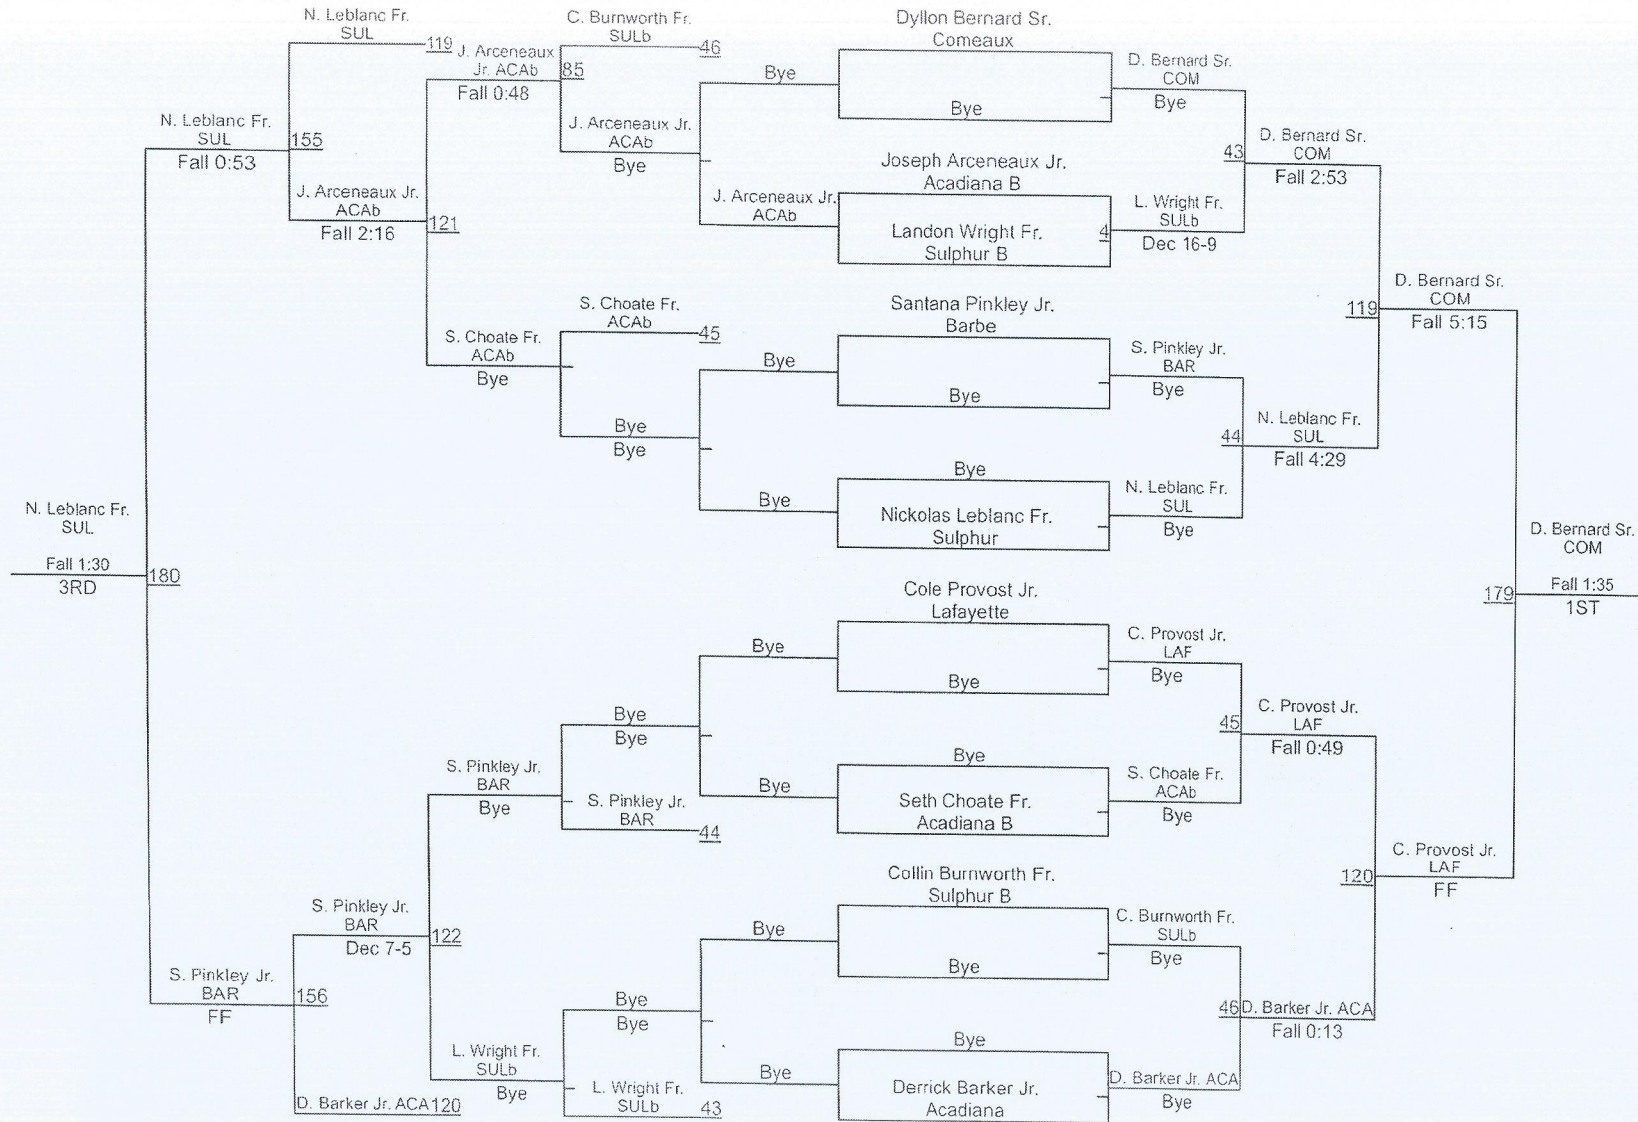 N. Leblanc Fr.
SUL
119
N. Leblanc Fr.
SUL
Fall 0:53
155
J. Arceneaux Jr.
ACAb
Fall 2:16
121
J. Arceneaux
Jr. ACAb
Fall 0:48
85
C. Burnworth Fr.
SULb
46
J. Arceneaux Jr.
ACAb
Bye
Bye
J. Arceneaux Jr.
ACAb
S. Choate Fr.
ACAb
Bye
S. Choate Fr.
ACAb
45
Bye
Bye
Bye
Bye
N. Leblanc Fr.
SUL
Fall 1:30
3RD
180
S. Pinkley Jr.
BAR
FF
156
S. Pinkley Jr.
BAR
Dec 7-5
122
S. Pinkley Jr.
BAR
Bye
Bye
Bye
S. Pinkley Jr.
BAR
44
Bye
Bye
L. Wright Fr.
SULb
Bye
Bye
Bye
L. Wright Fr.
SULb
43
Bye
Bye
D. Barker Jr. ACA
120
Dyllon Bernard Sr.
Comeaux
Bye
Joseph Arceneaux Jr.
Acadiana B
Landon Wright Fr.
Sulphur B
4
Santana Pinkley Jr.
Barbe
Bye
Bye
Nickolas Leblanc Fr.
Sulphur
Cole Provost Jr.
Lafayette
Bye
Bye
Seth Choate Fr.
Acadiana B
Collin Burnworth Fr.
Sulphur B
Bye
Bye
Derrick Barker Jr.
Acadiana
D. Bernard Sr.
COM
Bye
43
L. Wright Fr.
SULb
Dec 16-9
D. Bernard Sr.
COM
Fall 2:53
S. Pinkley Jr.
BAR
Bye
44
N. Leblanc Fr.
SUL
Bye
N. Leblanc Fr.
SUL
Fall 4:29
119
D. Bernard Sr.
COM
Fall 5:15
C. Provost Jr.
LAF
Bye
45
S. Choate Fr.
ACAb
Bye
C. Provost Jr.
LAF
Fall 0:49
C. Burnworth Fr.
SULb
Bye
46
D. Barker Jr. ACA
Bye
D. Barker Jr. ACA
Fall 0:13
120
C. Provost Jr.
LAF
FF
179
D. Bernard Sr.
COM
Fall 1:35
1ST